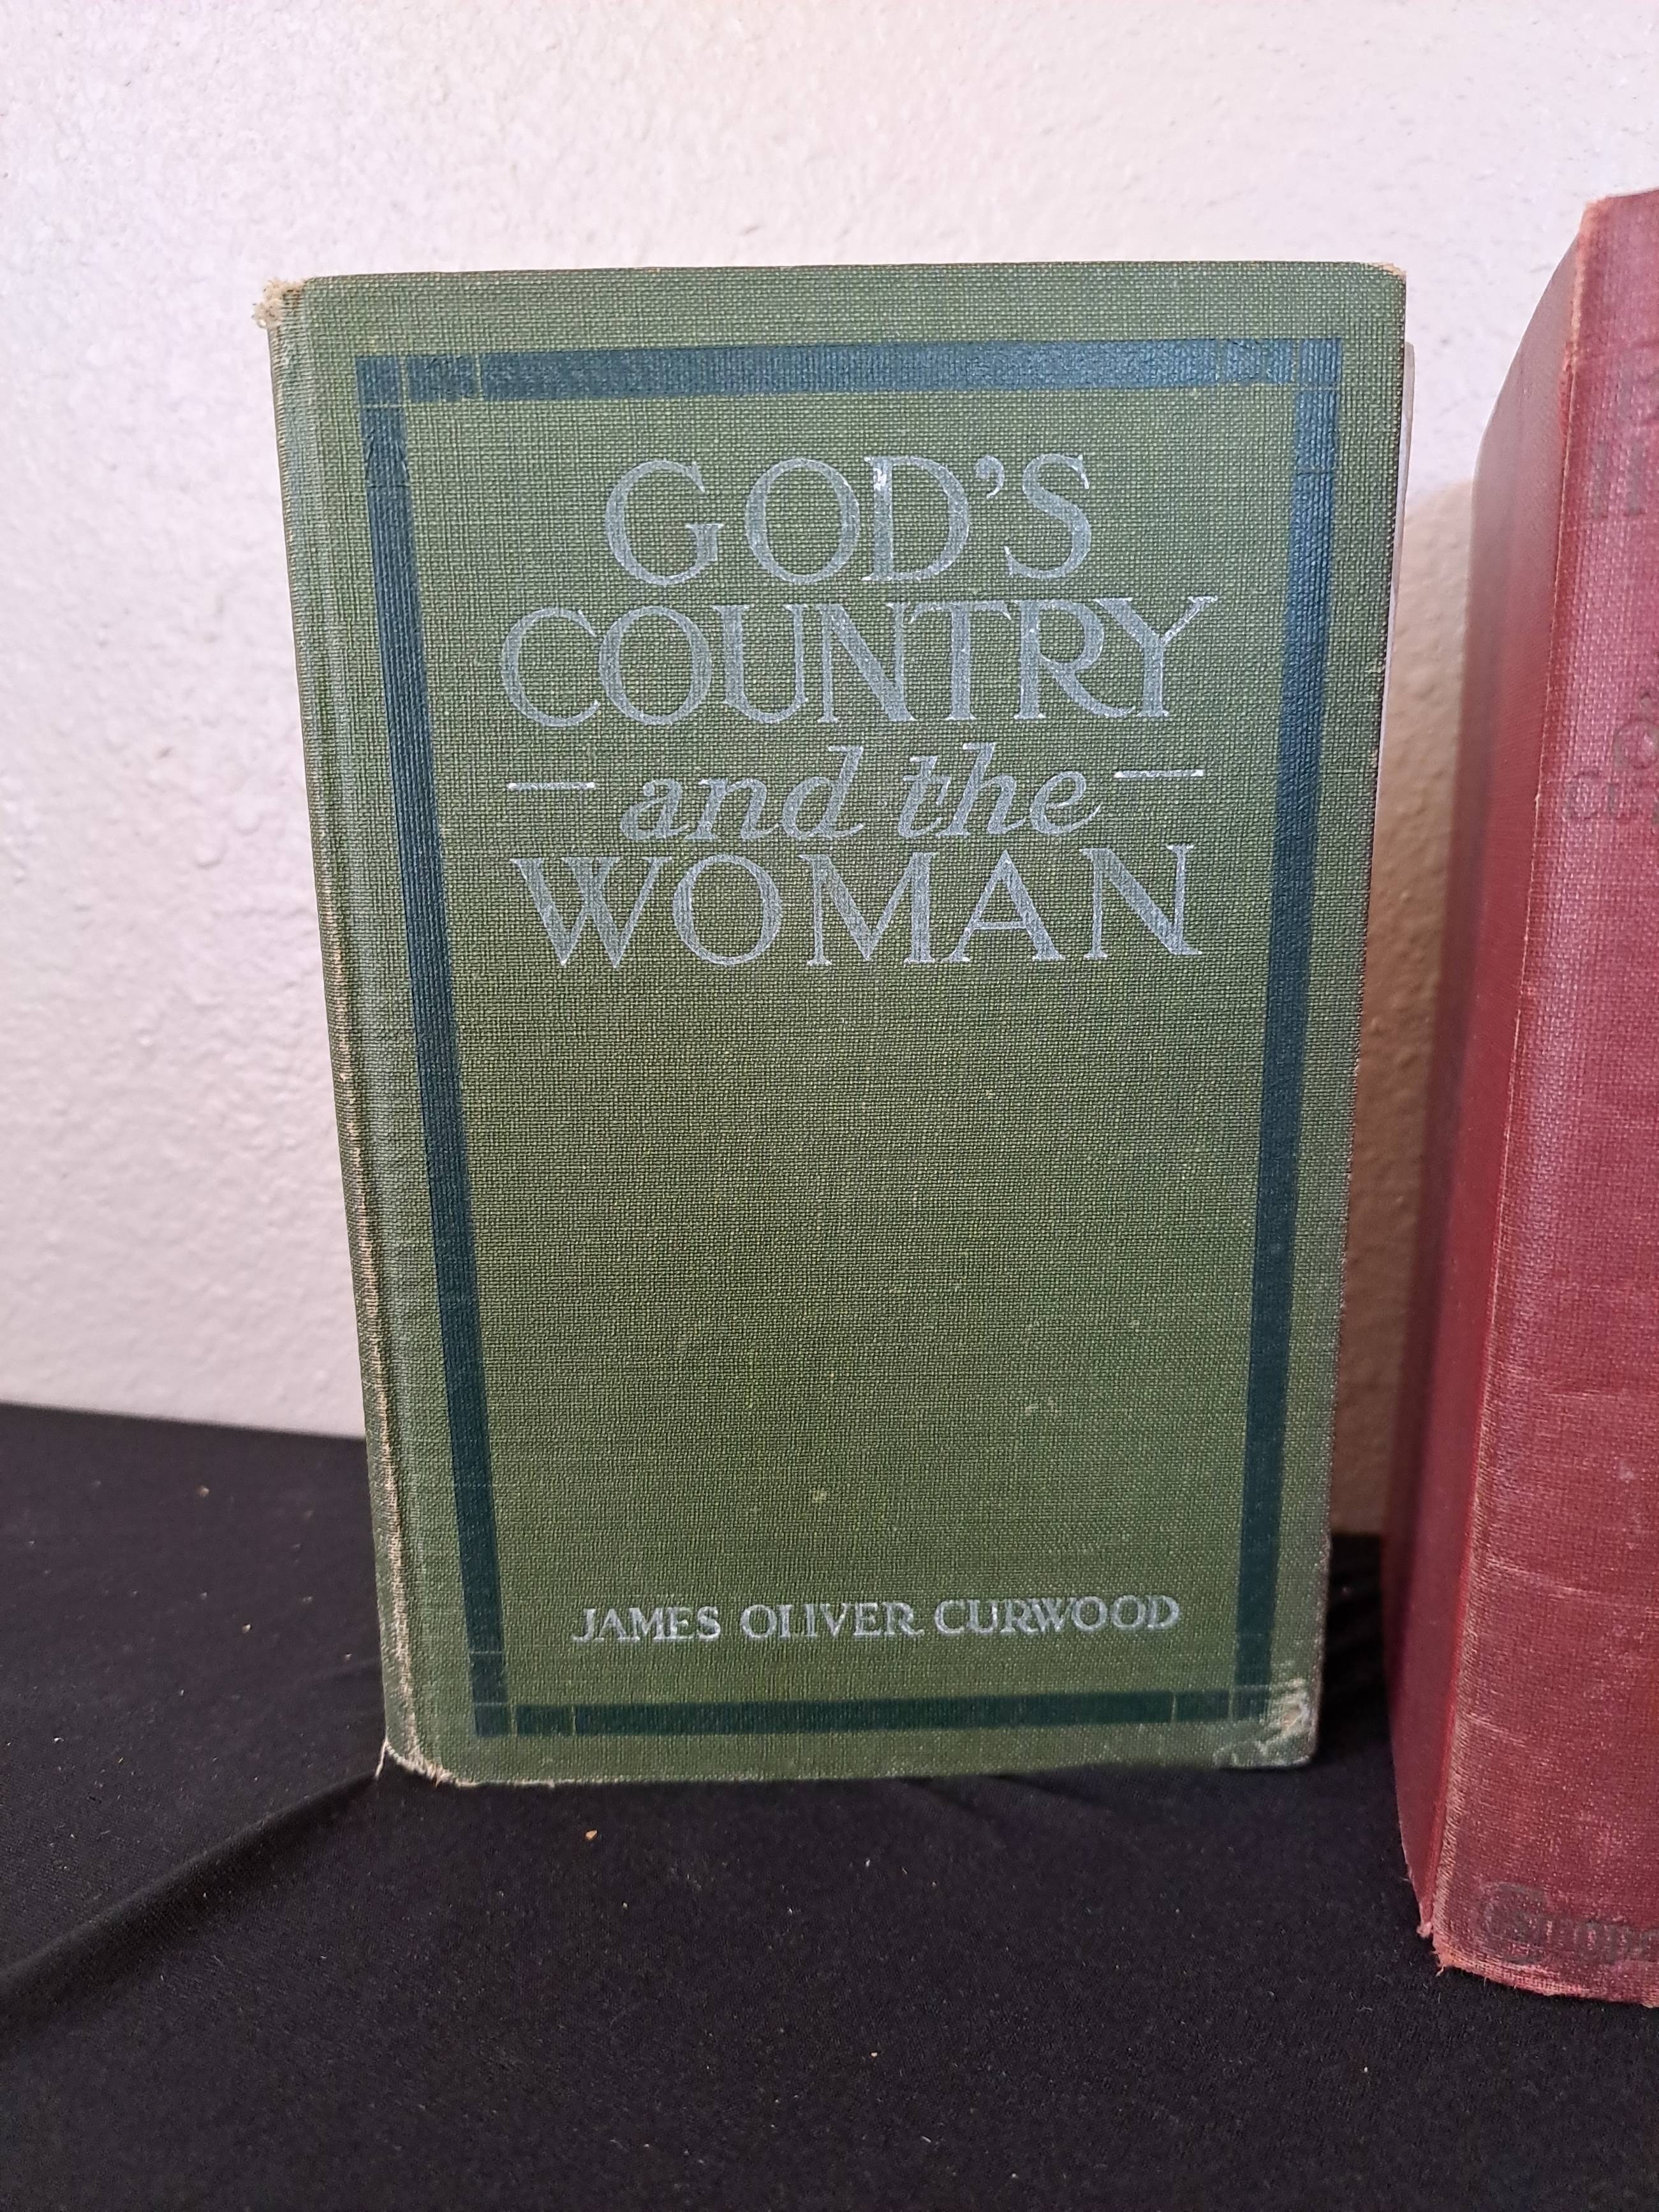 GOD'S
COUNTRY
— and the —
WOMAN
JAMES OLIVER CURWOOD